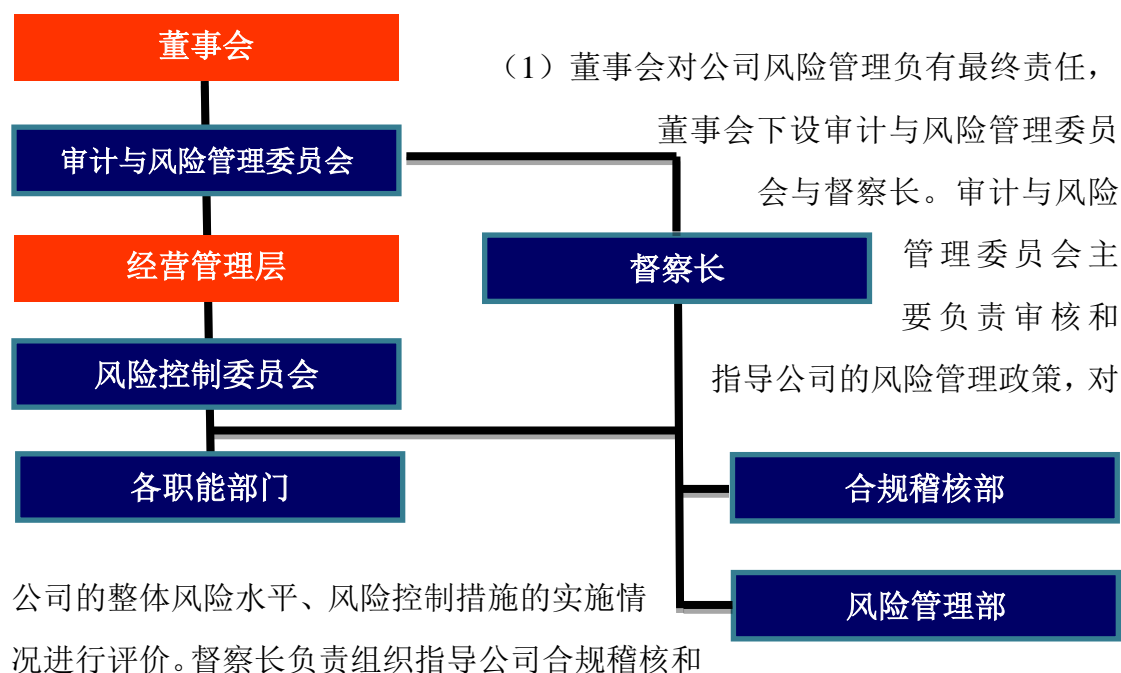 董事会
（1）董事会对公司风险管理负有最终责任，
董事会下设审计与风险管理委员
审计与风险管理委员会
会与督察长。审计与风险
管理委员会主
经营管理层
督察长
要负责审核和
风险控制委员会
指导公司的风险管理政策，对
各职能部门
合规稽核部
公司的整体风险水平、风险控制措施的实施情
风险管理部
况进行评价。督察长负责组织指导公司合规稽核和